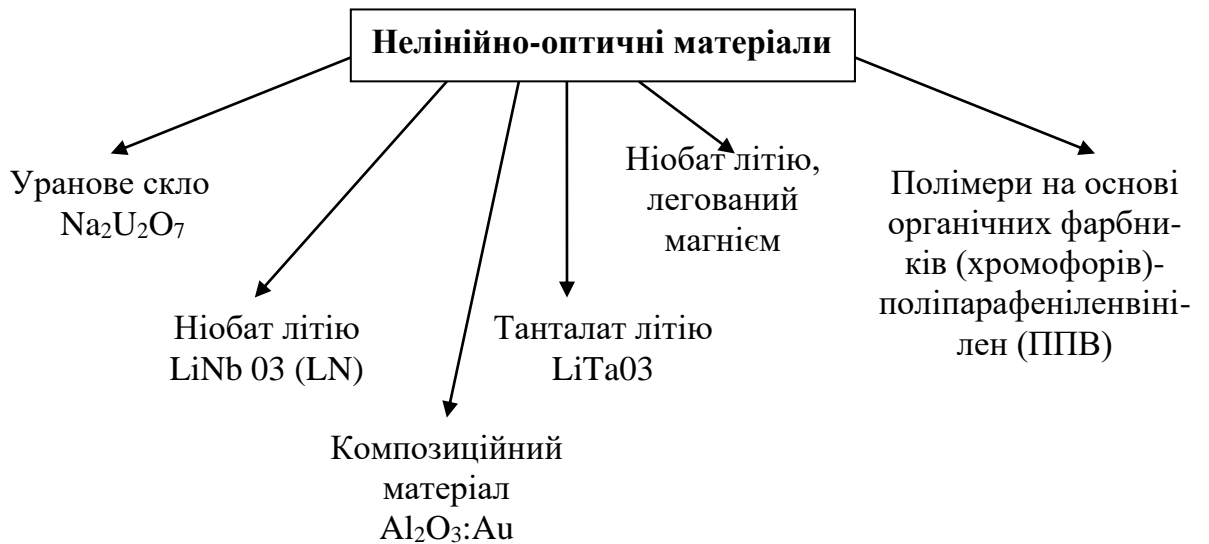 Нелінійно-оптичні матеріали
Уранове скло
Na₂U₂O₇
Ніобат літію
LiNb 03 (LN)
Композиційний
матеріал
Al₂O₃:Au
Танталат літію
LiTa03
Ніобат літію,
легований
магнієм
Полімери на основі
органічних фарбни-
ків (хромофорів)-
поліпарафеніленвіні-
лен (ППВ)